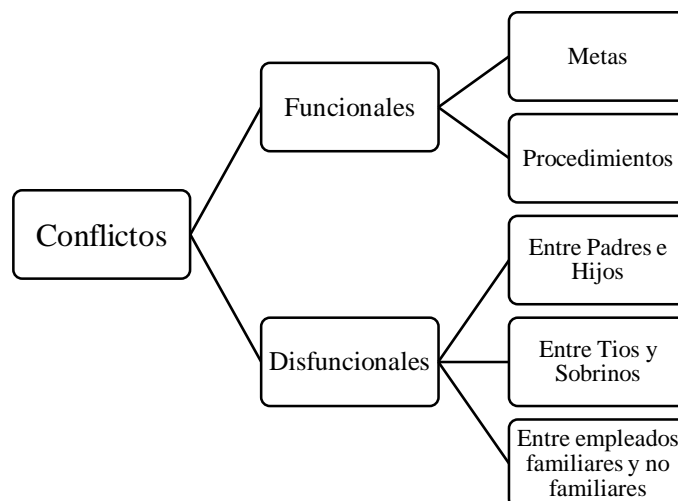 Conflictos
Funcionales
Metas
Procedimientos
Disfuncionales
Entre Padres e
Hijos
Entre Tios y
Sobrinos
Entre empleados
familiares y no
familiares